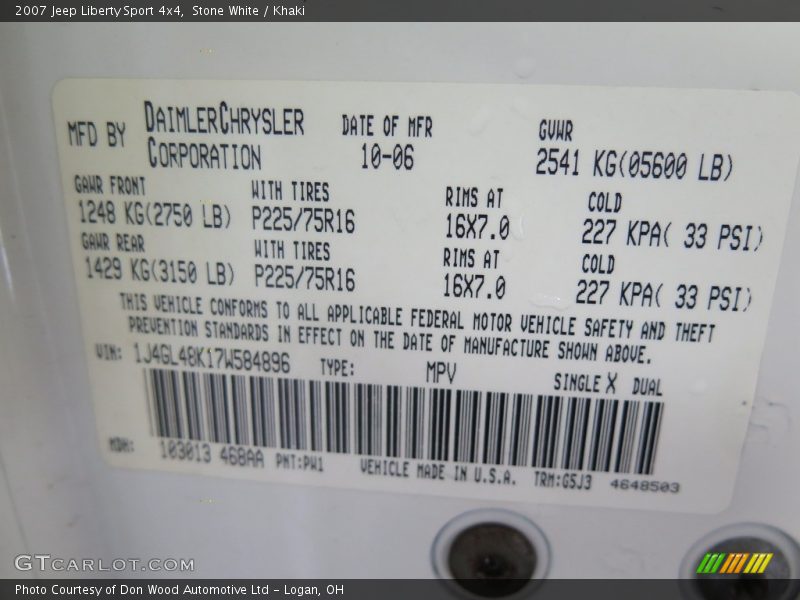 2007 Jeep Liberty Sport 4x4,  Stone White / Khaki
MFD BY DAIMLERCHRYSLER CORPORATION
DATE OF MFR 10-06
GVWR 2541 KG(05600 LB)
GAWR FRONT WITH TIRES RIMS AT COLD
1248 KG(2750 LB) P225/75R16 16X7.0 227 KPA( 33 PSI)
GAWR REAR WITH TIRES RIMS AT COLD
1429 KG(3150 LB) P225/75R16 16X7.0 227 KPA( 33 PSI)
THIS VEHICLE CONFORMS TO ALL APPLICABLE FEDERAL MOTOR VEHICLE SAFETY AND THEFT
PREVENTION STANDARDS IN EFFECT ON THE DATE OF MANUFACTURE SHOWN ABOVE.
VIN: 1J4GL48K17W584896 TYPE: MPV SINGLE X DUAL
MDH: 103013 468AA PNT:PW1 VEHICLE MADE IN U.S.A. TRM:G5J3 4648503
GTCARLOT.COM
Photo Courtesy of Don Wood Automotive Ltd - Logan, OH